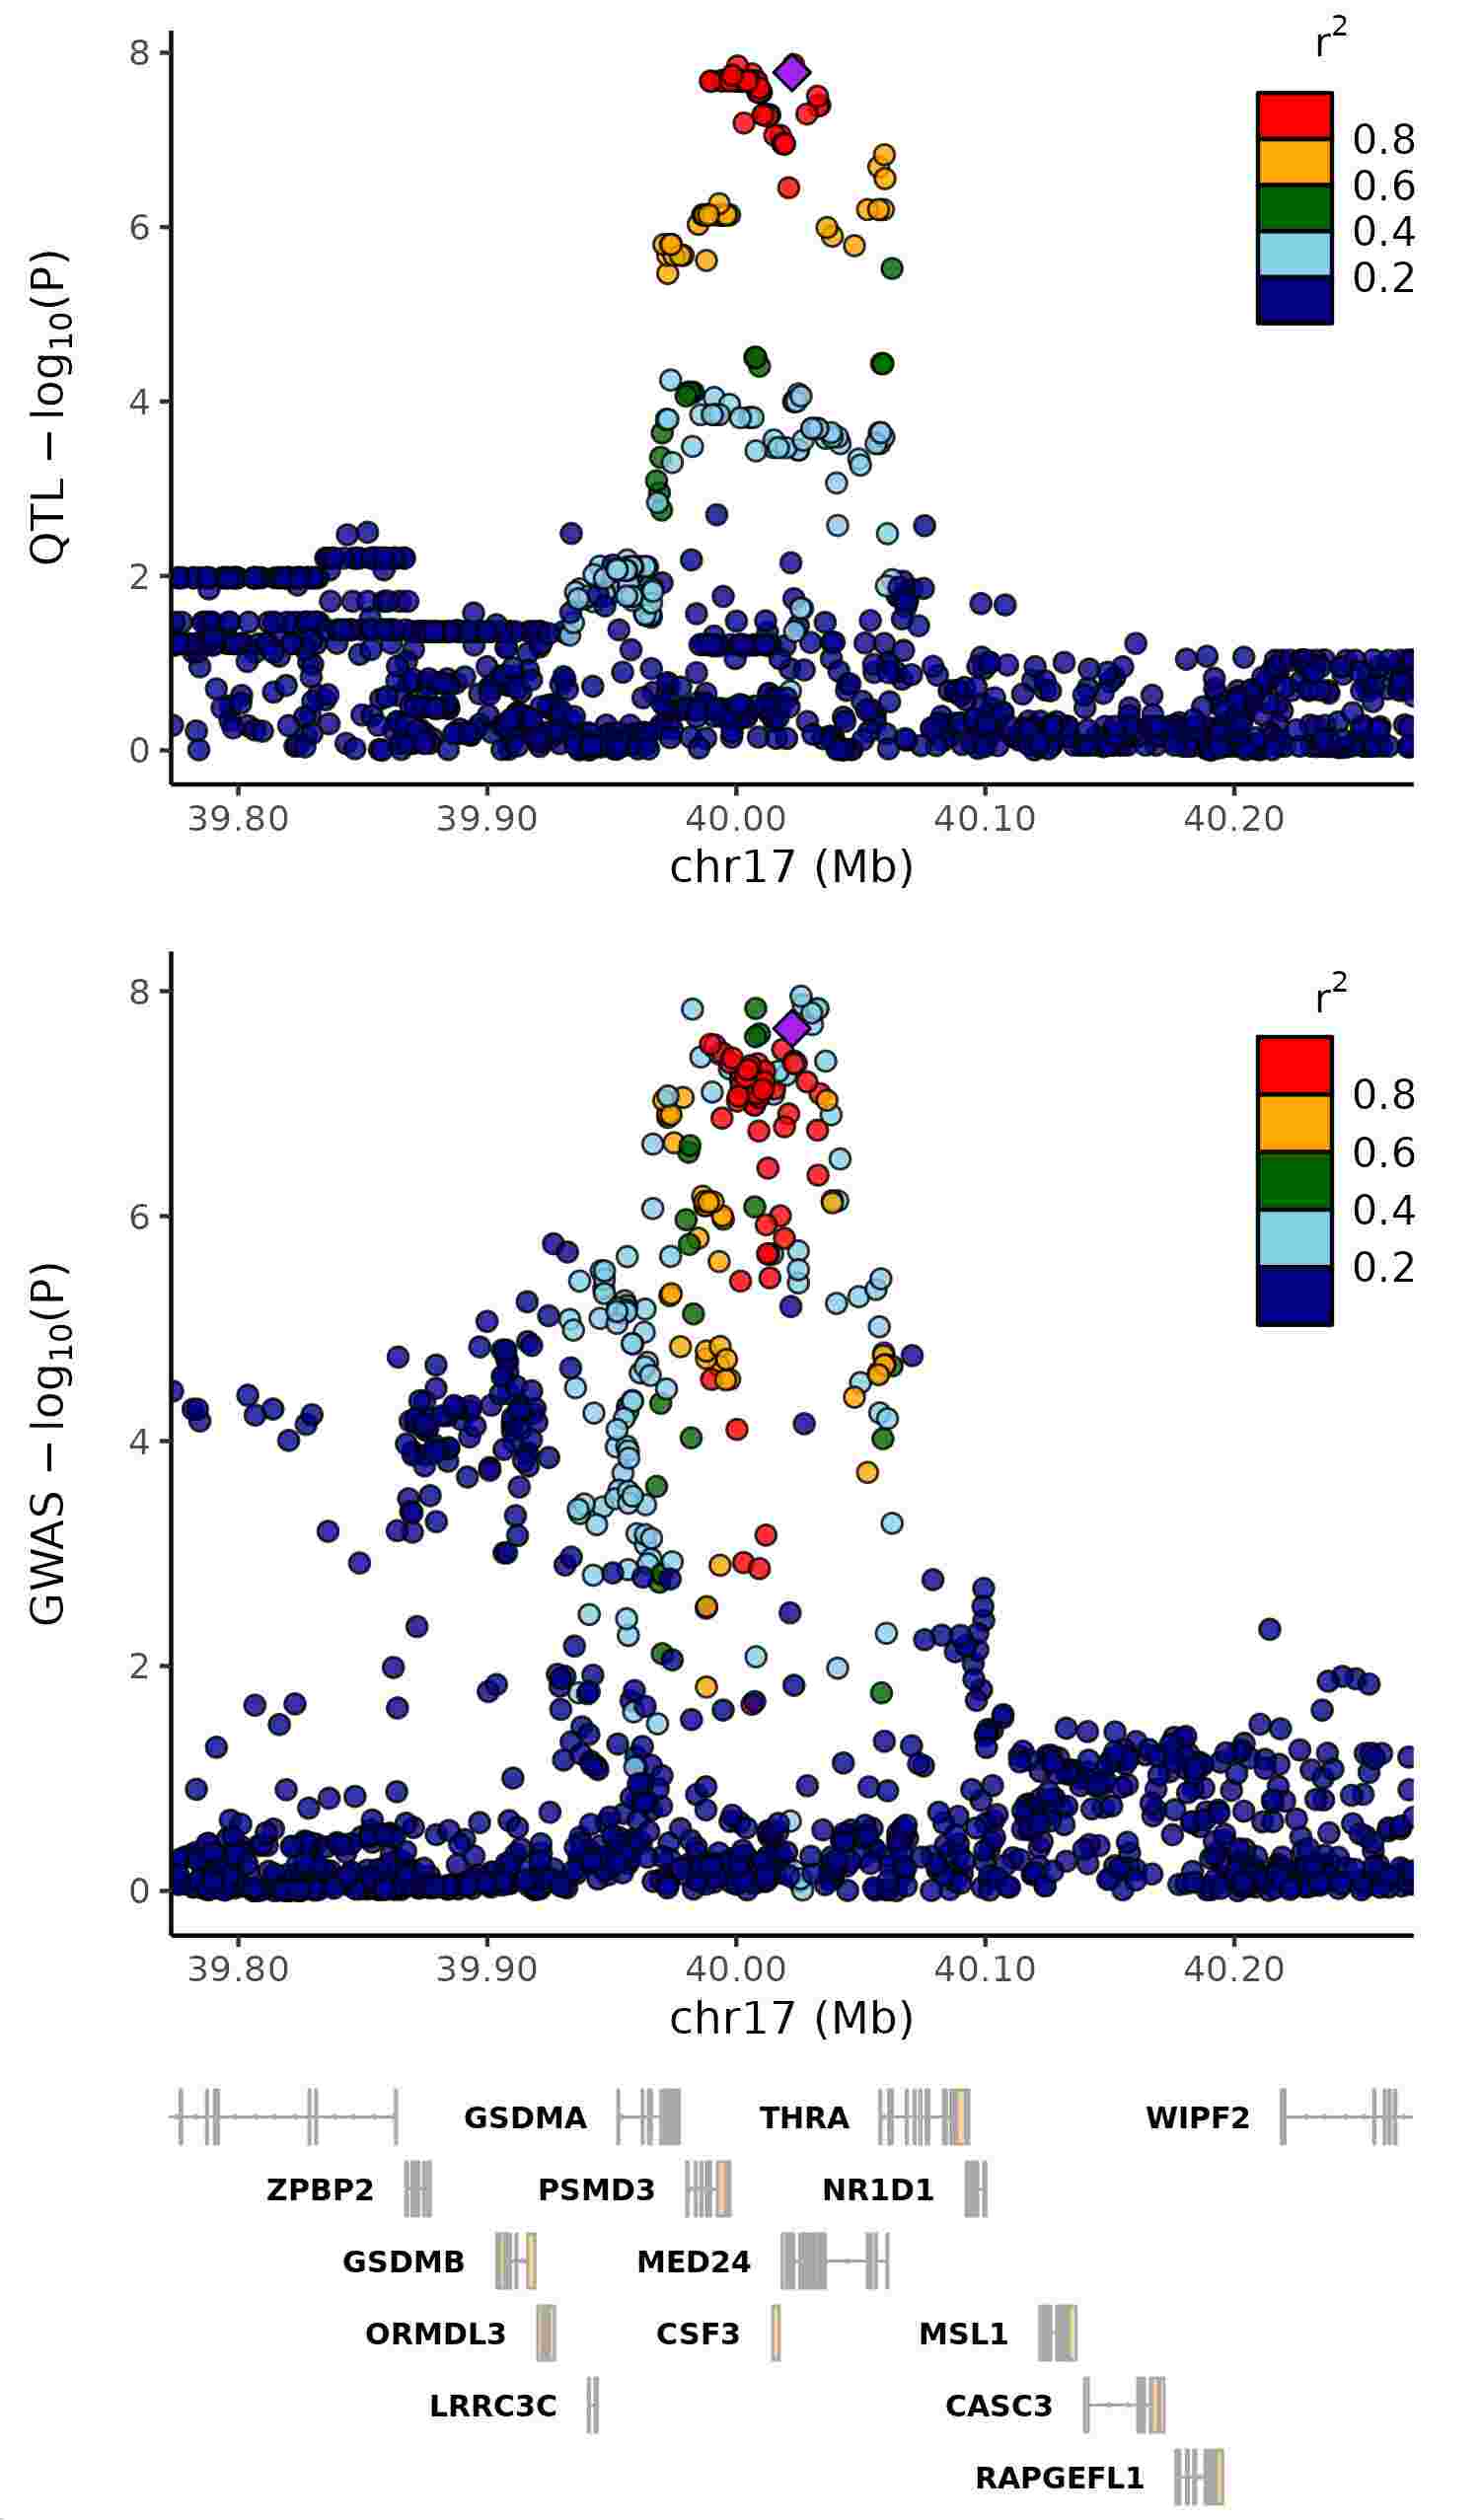 r2
8
6
4
2
0
0.8
0.6
0.4
0.2
QTL −log10(P)
39.80 39.90 40.00 40.10 40.20
chr17 (Mb)
r2
8
6
4
2
0
0.8
0.6
0.4
0.2
GWAS −log10(P)
39.80 39.90 40.00 40.10 40.20
chr17 (Mb)
GSDMA THRA WIPF2
ZPBP2 PSMD3 NR1D1
GSDMB MED24
ORMDL3 CSF3 MSL1
LRRC3C CASC3
RAPGEFL1